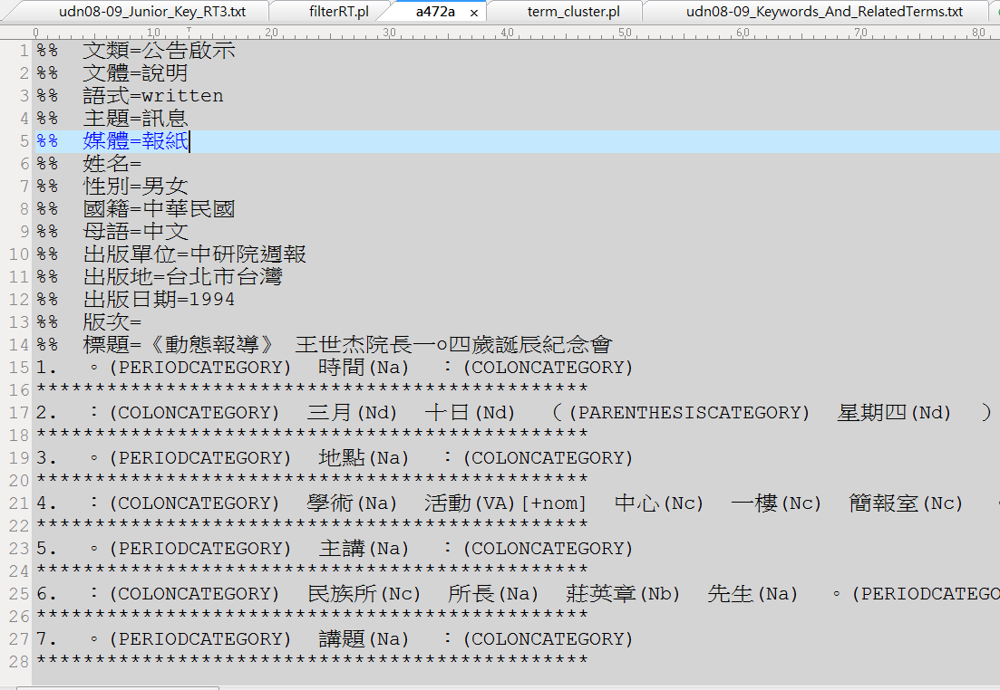 udn08-09_Junior_Key_RT3.txt filterRT.pl a472a × term_cluster.pl udn08-09_Keywords_And_RelatedTerms.txt
0 10 20 30 40 50 60 70 80
1 %% 文類=公告啟示
2 %% 文體=說明
3 %% 語式=written
4 %% 主題=訊息
5 %% 媒體=報紙
6 %% 姓名=
7 %% 性別=男女
8 %% 國籍=中華民國
9 %% 母語=中文
10 %% 出版單位=中研院週報
11 %% 出版地=台北市台灣
12 %% 出版日期=1994
13 %% 版次=
14 %% 標題=《動態報導》 王世杰院長一○四歲誕辰紀念會
15 1. 。(PERIODCATEGORY) 時間(Na) :(COLONCATEGORY)
16 ***********************************************
17 2. :(COLONCATEGORY) 三月(Nd) 十日(Nd) （(PARENTHESISCATEGORY) 星期四(Nd) ）
18 ***********************************************
19 3. 。(PERIODCATEGORY) 地點(Na) :(COLONCATEGORY)
20 ***********************************************
21 4. :(COLONCATEGORY) 學術(Na) 活動(VA)[+nom] 中心(Nc) 一樓(Nc) 簡報室(Nc)
22 ***********************************************
23 5. 。(PERIODCATEGORY) 主講(Na) :(COLONCATEGORY)
24 ***********************************************
25 6. :(COLONCATEGORY) 民族所(Nc) 所長(Na) 莊英章(Nb) 先生(Na) 。(PERIODCATEGO
26 ***********************************************
27 7. 。(PERIODCATEGORY) 講題(Na) :(COLONCATEGORY)
28 ***********************************************